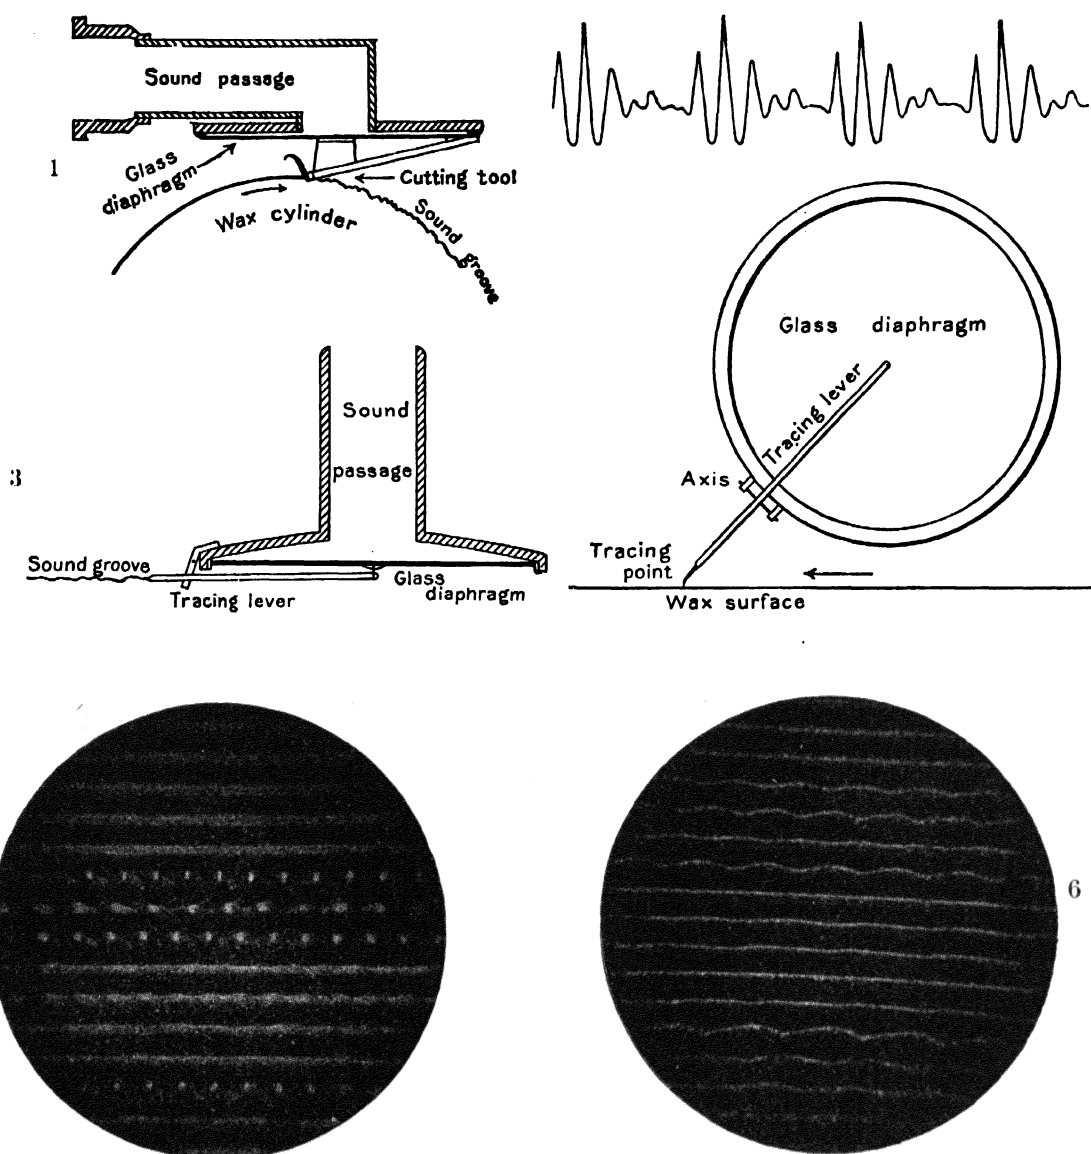 Sound passage
1
Glass
diaphragm
Cutting tool
Wax cylinder
Sound groove
Glass diaphragm
Tracing lever
Axis
Tracing
point
Wax surface
3
Sound
passage
Sound groove
Tracing lever
Glass
diaphragm
6